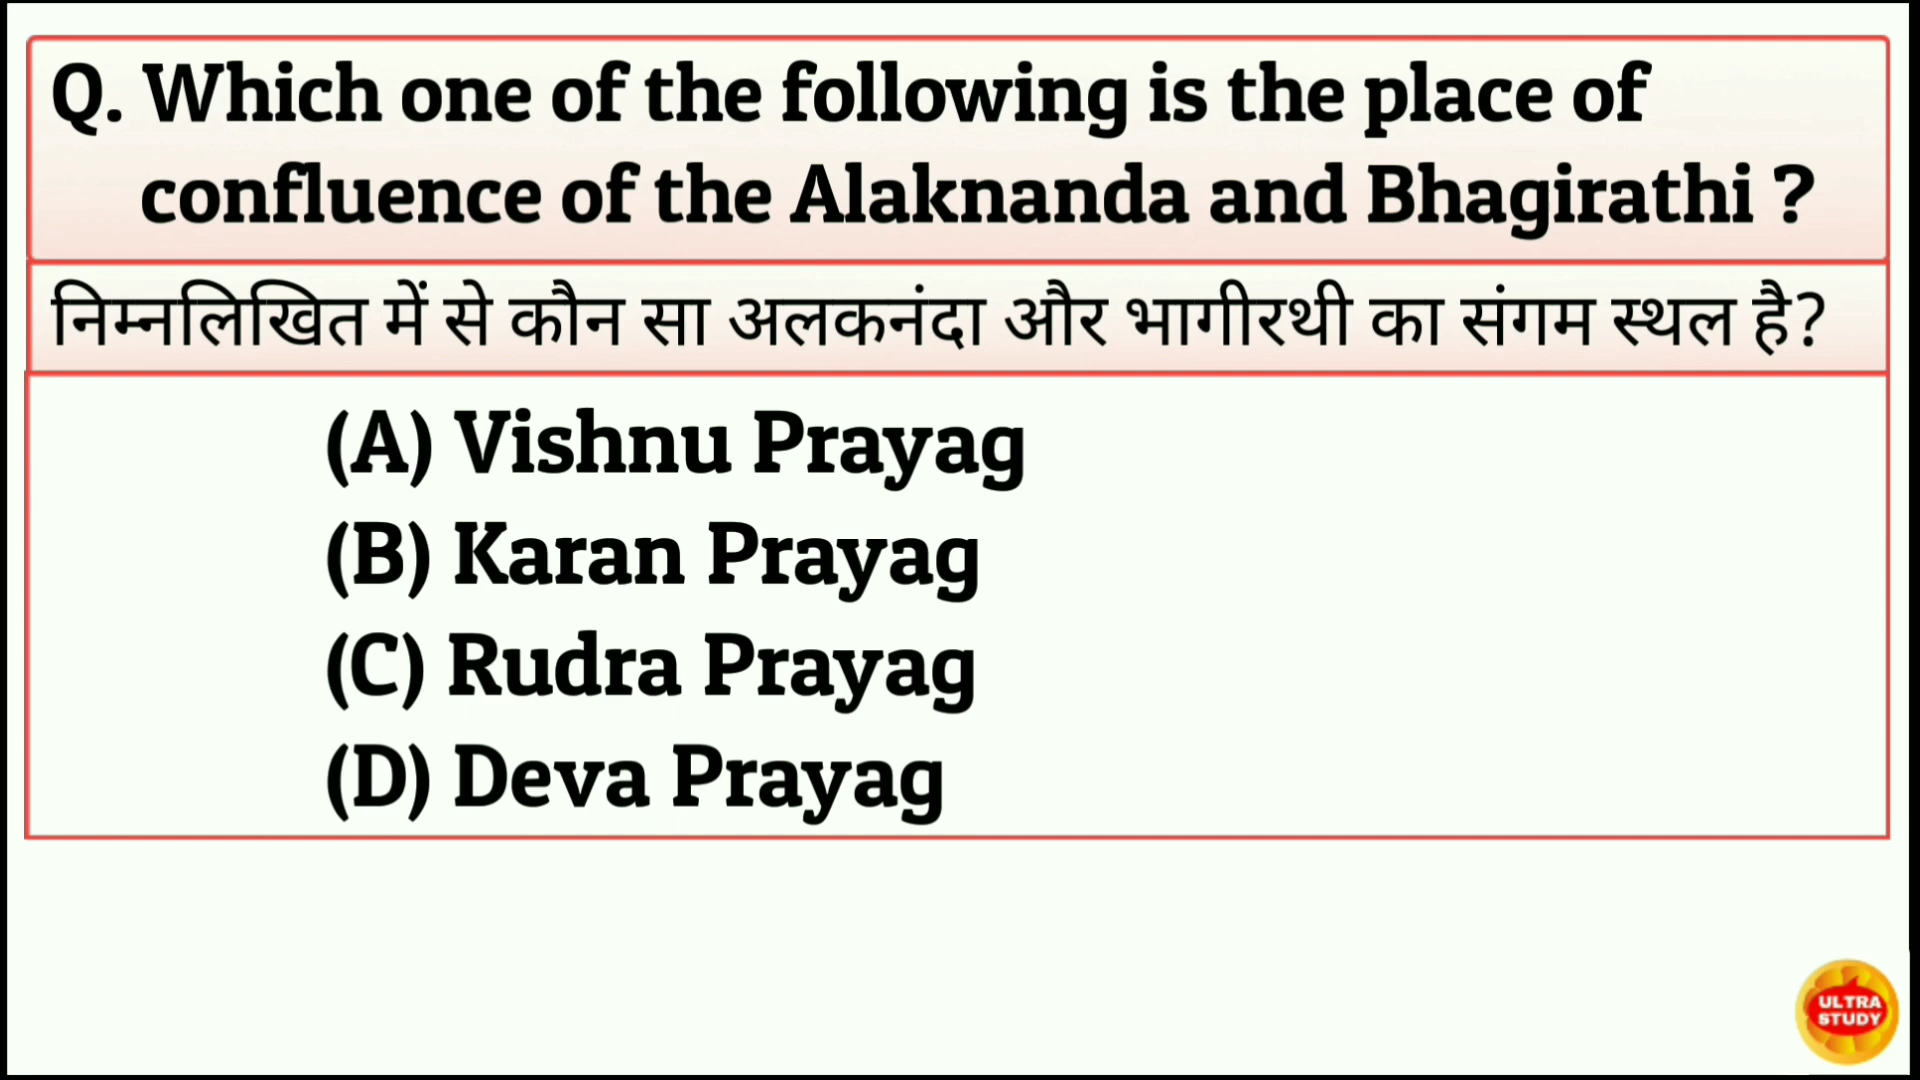 Q. Which one of the following is the place of
confluence of the Alaknanda and Bhagirathi ?
निम्नलिखित में से कौन सा अलकनंदा और भागीरथी का संगम स्थल है?
(A) Vishnu Prayag
(B) Karan Prayag
(C) Rudra Prayag
(D) Deva Prayag
ULTRA
STUDY